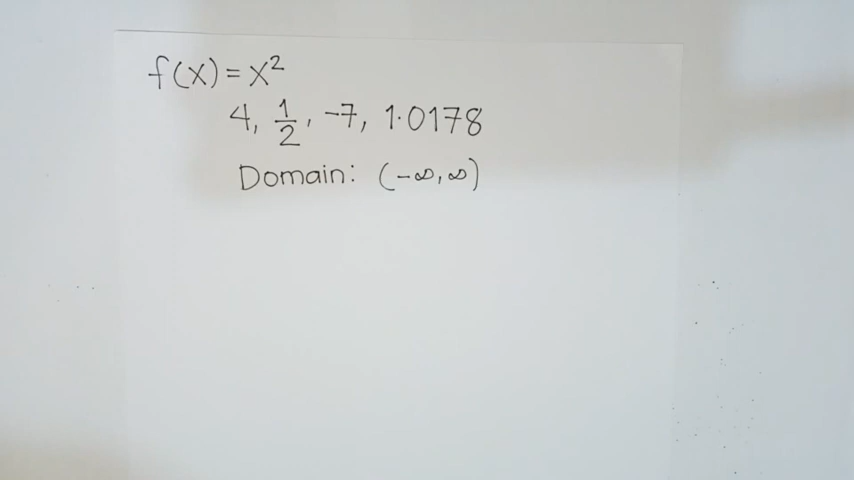 f(x) = x²
4, 1/2, -7, 1.0178
Domain: (-∞, ∞)